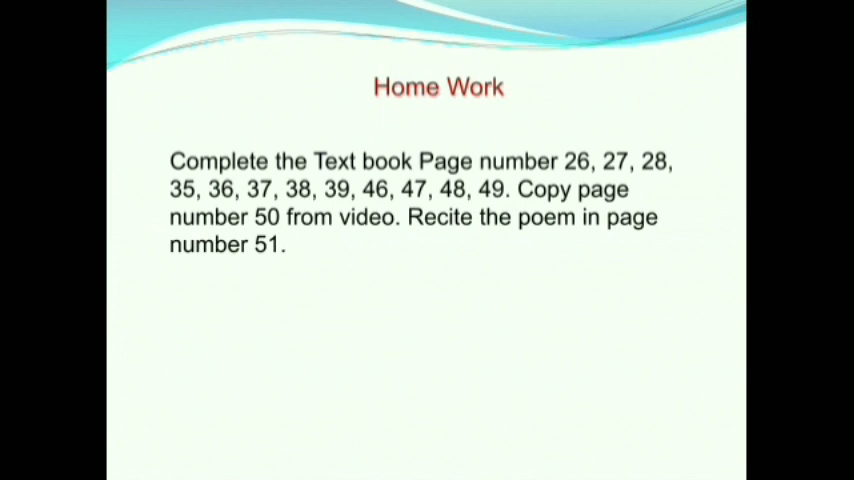 Home Work
Complete the Text book Page number 26, 27, 28,
35, 36, 37, 38, 39, 46, 47, 48, 49. Copy page
number 50 from video. Recite the poem in page
number 51.